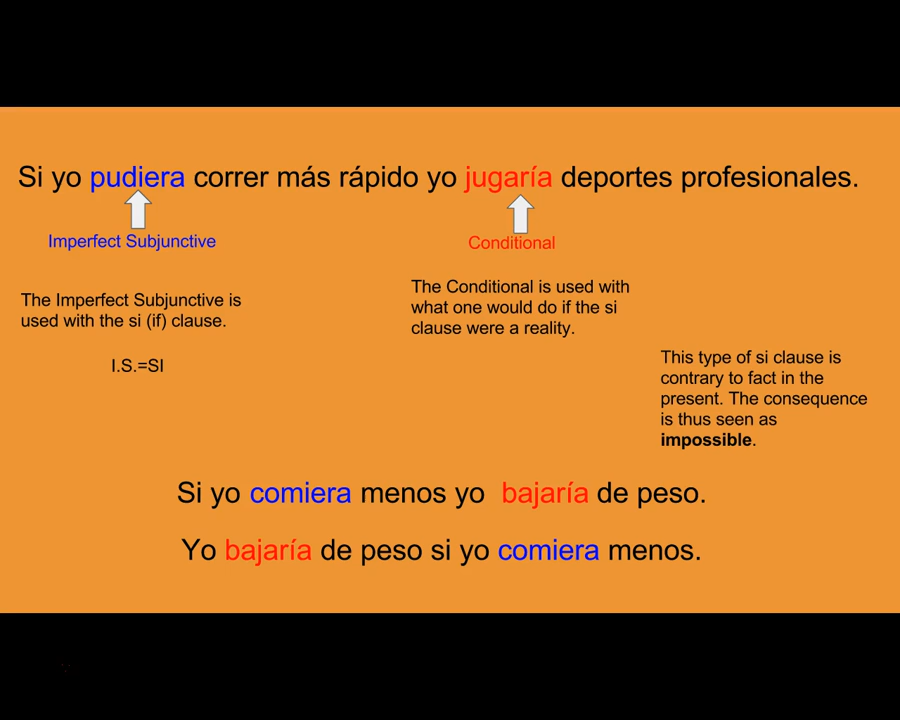 Si yo pudiera correr más rápido yo jugaría deportes profesionales.
Imperfect Subjunctive
Conditional
The Imperfect Subjunctive is
used with the si (if) clause.
I.S.=SI
The Conditional is used with
what one would do if the si
clause were a reality.
This type of si clause is
contrary to fact in the
present. The consequence
is thus seen as
impossible.
Si yo comiera menos yo bajaría de peso.
Yo bajaría de peso si yo comiera menos.